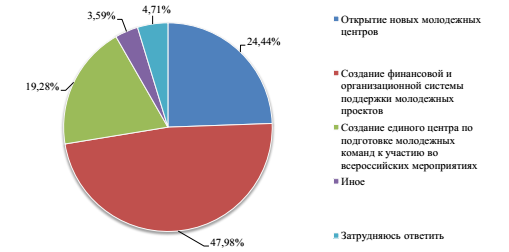 4,71%
3,59%
24,44%
19,28%
47,98%
Открытие новых молодежных
центров
Создание финансовой и
организационной системы
поддержки молодежных
проектов
Создание единого центра по
подготовке молодежных
команд к участию во
всероссийских мероприятиях
Иное
Затрудняюсь ответить